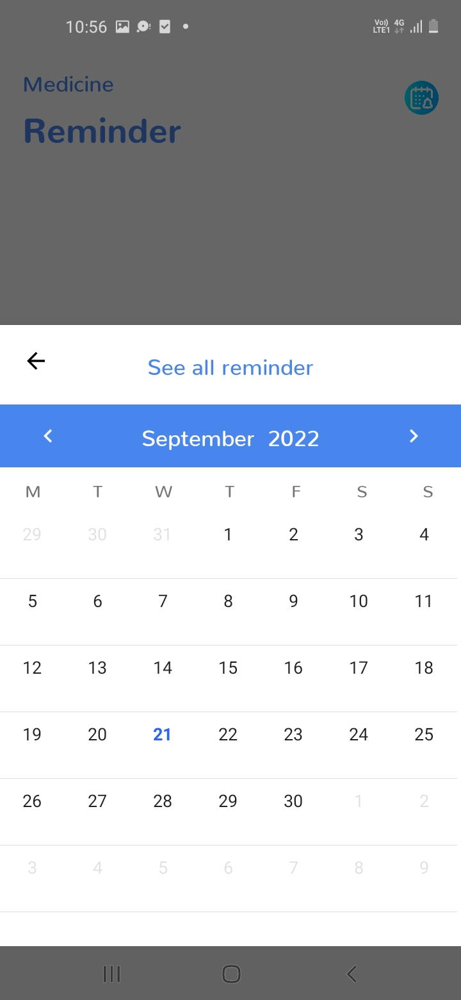 10:56 Vo)) 4G
LTE1
Medicine
Reminder
See all reminder
September 2022
M T W T F S S
29 30 31 1 2 3 4
5 6 7 8 9 10 11
12 13 14 15 16 17 18
19 20 21 22 23 24 25
26 27 28 29 30 1 2
3 4 5 6 7 8 9